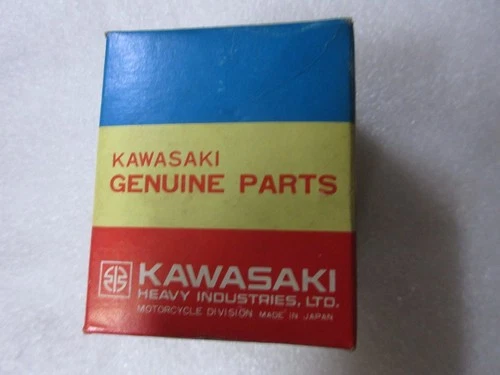 KAWASAKI
GENUINE PARTS
KAWASAKI
HEAVY INDUSTRIES, LTD.
MOTORCYCLE DIVISION MADE IN JAPAN